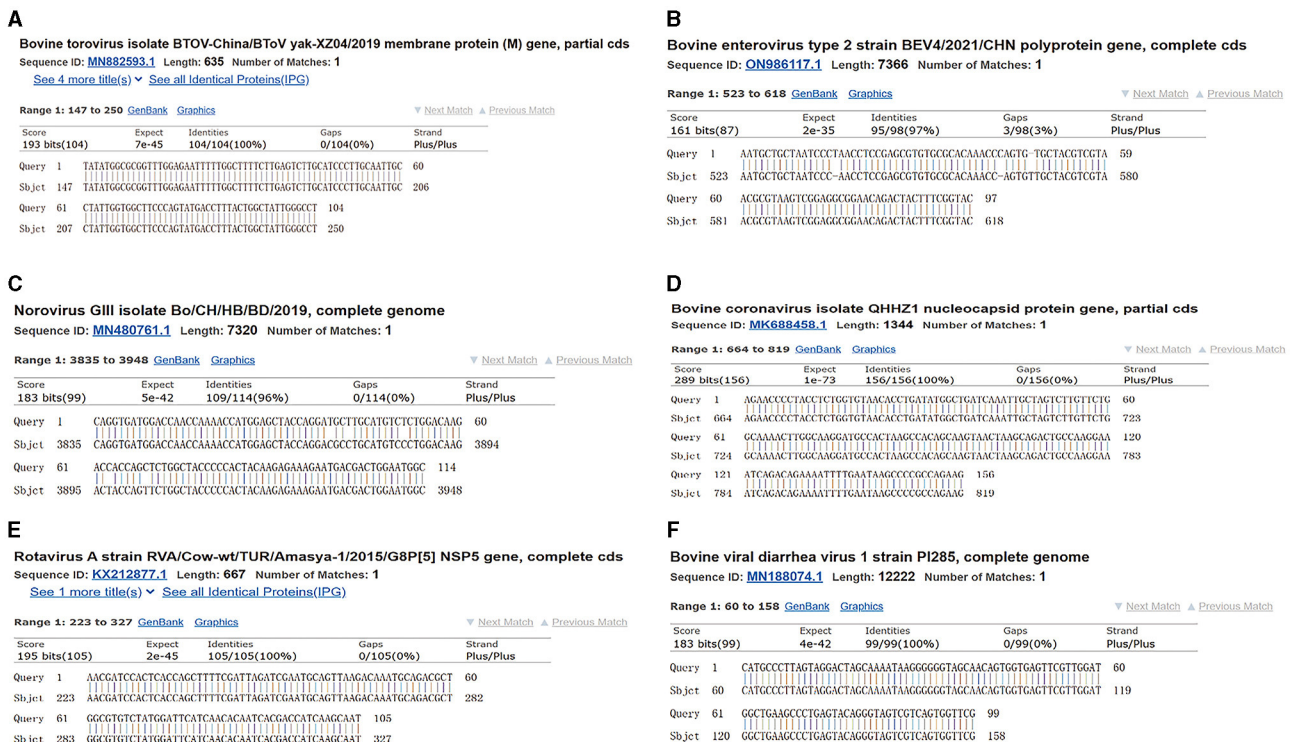 A
Bovine torovirus isolate BTOV-China/BToV yak-XZ04/2019 membrane protein (M) gene, partial cds
Sequence ID: MN882593.1 Length: 635 Number of Matches: 1
See 4 more title(s) See all Identical Proteins(IPG)
Range 1: 147 to 250 GenBank Graphics Next Match Previous Match
Score Expect Identities Gaps Strand
193 bits(104) 7e-45 104/104(100%) 0/104(0%) Plus/Plus
Query 1 TATATGGCGCGGTTTGGAGAATTTTTGGCTTTTCTTGAGTCTTGCATCCCTTGCAATTGC 60
Sbjct 147 TATATGGCGCGGTTTGGAGAATTTTTGGCTTTTCTTGAGTCTTGCATCCCTTGCAATTGC 206
Query 61 CTATTGGTGGCTTCCCAGTATGACCTTTACTGGCTATTGGGCCT 104
Sbjct 207 CTATTGGTGGCTTCCCAGTATGACCTTTACTGGCTATTGGGCCT 250
B
Bovine enterovirus type 2 strain BEV4/2021/CHN polyprotein gene, complete cds
Sequence ID: ON986117.1 Length: 7366 Number of Matches: 1
Range 1: 523 to 618 GenBank Graphics Next Match Previous Match
Score Expect Identities Gaps Strand
161 bits(87) 2e-35 95/98(97%) 3/98(3%) Plus/Plus
Query 1 AATGCTGCTAATCCCTAACCTCCGAGCGTGTGCGCACAAACCCAGTG-TGCTACGTCGTA 59
Sbjct 523 AATGCTGCTAATCCC-AACCTCCGAGCGTGTGCGCACAAACC-AGTGTTGCTACGTCGTA 580
Query 60 ACGCGTAAGTCGGAGGCGGAACAGACTACTTTCGGTAC 97
Sbjct 581 ACGCGTAAGTCGGAGGCGGAACAGACTACTTTCGGTAC 618
C
Norovirus GIII isolate Bo/CH/HB/BD/2019, complete genome
Sequence ID: MN480761.1 Length: 7320 Number of Matches: 1
Range 1: 3835 to 3948 GenBank Graphics Next Match Previous Match
Score Expect Identities Gaps Strand
183 bits(99) 5e-42 109/114(96%) 0/114(0%) Plus/Plus
Query 1 CAGGTGATGGACCAACCAAAACCATGGAGCTACCAGGATGCTTGCATGTCTCTGGACAAG 60
Sbjct 3835 CAGGTGATGGACCAACCAAAACCATGGAGCTACCAGGACGCCTGCATGTCCCTGGACAAG 3894
Query 61 ACCACCAGCTCTGGCTACCCCCACTACAAGAGAAAGAATGACGACTGGAATGGC 114
Sbjct 3895 ACTACCAGTTCTGGCTACCCCCACTACAAGAGAAAGAATGACGACTGGAATGGC 3948
D
Bovine coronavirus isolate QHHZ1 nucleocapsid protein gene, partial cds
Sequence ID: MK688458.1 Length: 1344 Number of Matches: 1
Range 1: 664 to 819 GenBank Graphics Next Match Previous Match
Score Expect Identities Gaps Strand
289 bits(156) 1e-73 156/156(100%) 0/156(0%) Plus/Plus
Query 1 AGAACCCCTACCTCTGGTGTAACACCTGATATGGCTGATCAAATTGCTAGTCTTGTTCTG 60
Sbjct 664 AGAACCCCTACCTCTGGTGTAACACCTGATATGGCTGATCAAATTGCTAGTCTTGTTCTG 723
Query 61 GCAAAACTTGGCAAGGATGCCACTAAGCCACAGCAAGTAACTAAGCAGACTGCCAAGGAA 120
Sbjct 724 GCAAAACTTGGCAAGGATGCCACTAAGCCACAGCAAGTAACTAAGCAGACTGCCAAGGAA 783
Query 121 ATCAGACAGAAAATTTTGAATAAGCCCCGCCAGAAG 156
Sbjct 784 ATCAGACAGAAAATTTTGAATAAGCCCCGCCAGAAG 819
E
Rotavirus A strain RVA/Cow-wt/TUR/Amasya-1/2015/G8P[5] NSP5 gene, complete cds
Sequence ID: KX212877.1 Length: 667 Number of Matches: 1
See 1 more title(s) See all Identical Proteins(IPG)
Range 1: 223 to 327 GenBank Graphics Next Match Previous Match
Score Expect Identities Gaps Strand
195 bits(105) 2e-45 105/105(100%) 0/105(0%) Plus/Plus
Query 1 AACGATCCACTCACCAGCTTTTCGATTAGATCGAATGCAGTTAAGACAAATGCAGACGCT 60
Sbjct 223 AACGATCCACTCACCAGCTTTTCGATTAGATCGAATGCAGTTAAGACAAATGCAGACGCT 282
Query 61 GGCGTGTCTATGGATTCATCAACACAATCACGACCATCAAGCAAT 105
Sbjct 283 GGCGTGTCTATGGATTCATCAACACAATCACGACCATCAAGCAAT 327
F
Bovine viral diarrhea virus 1 strain PI285, complete genome
Sequence ID: MN188074.1 Length: 12222 Number of Matches: 1
Range 1: 60 to 158 GenBank Graphics Next Match Previous Match
Score Expect Identities Gaps Strand
183 bits(99) 4e-42 99/99(100%) 0/99(0%) Plus/Plus
Query 1 CATGCCCTTAGTAGGACTAGCAAAATAAGGGGGGTAGCAACAGTGGTGAGTTCGTTGGAT 60
Sbjct 60 CATGCCCTTAGTAGGACTAGCAAAATAAGGGGGGTAGCAACAGTGGTGAGTTCGTTGGAT 119
Query 61 GGCTGAAGCCCTGAGTACAGGGTAGTCGTCAGTGGTTCG 99
Sbjct 120 GGCTGAAGCCCTGAGTACAGGGTAGTCGTCAGTGGTTCG 158